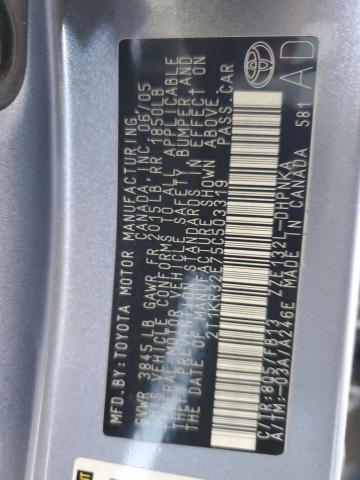 MFD.BY:TOYOTA MOTOR MANUFACTURING
CANADA, INC. 06/05
GVWR 3845 LB GAWR FR 2015LB RR 1850LB
THIS VEHICLE CONFORMS TO ALL APPLICABLE
FEDERAL MOTOR VEHICLE SAFETY BUMPER AND
THEFT PREVENTION STANDARDS IN EFFECT ON
THE DATE OF MANUFACTURE SHOWN ABOVE.
2T1KR32E75C503319 PASS.CAR
C/TR:8Q5/FB13 ZZE132L-DHPNKA
A/TM:-03A/A246E MADE IN CANADA 581
AD